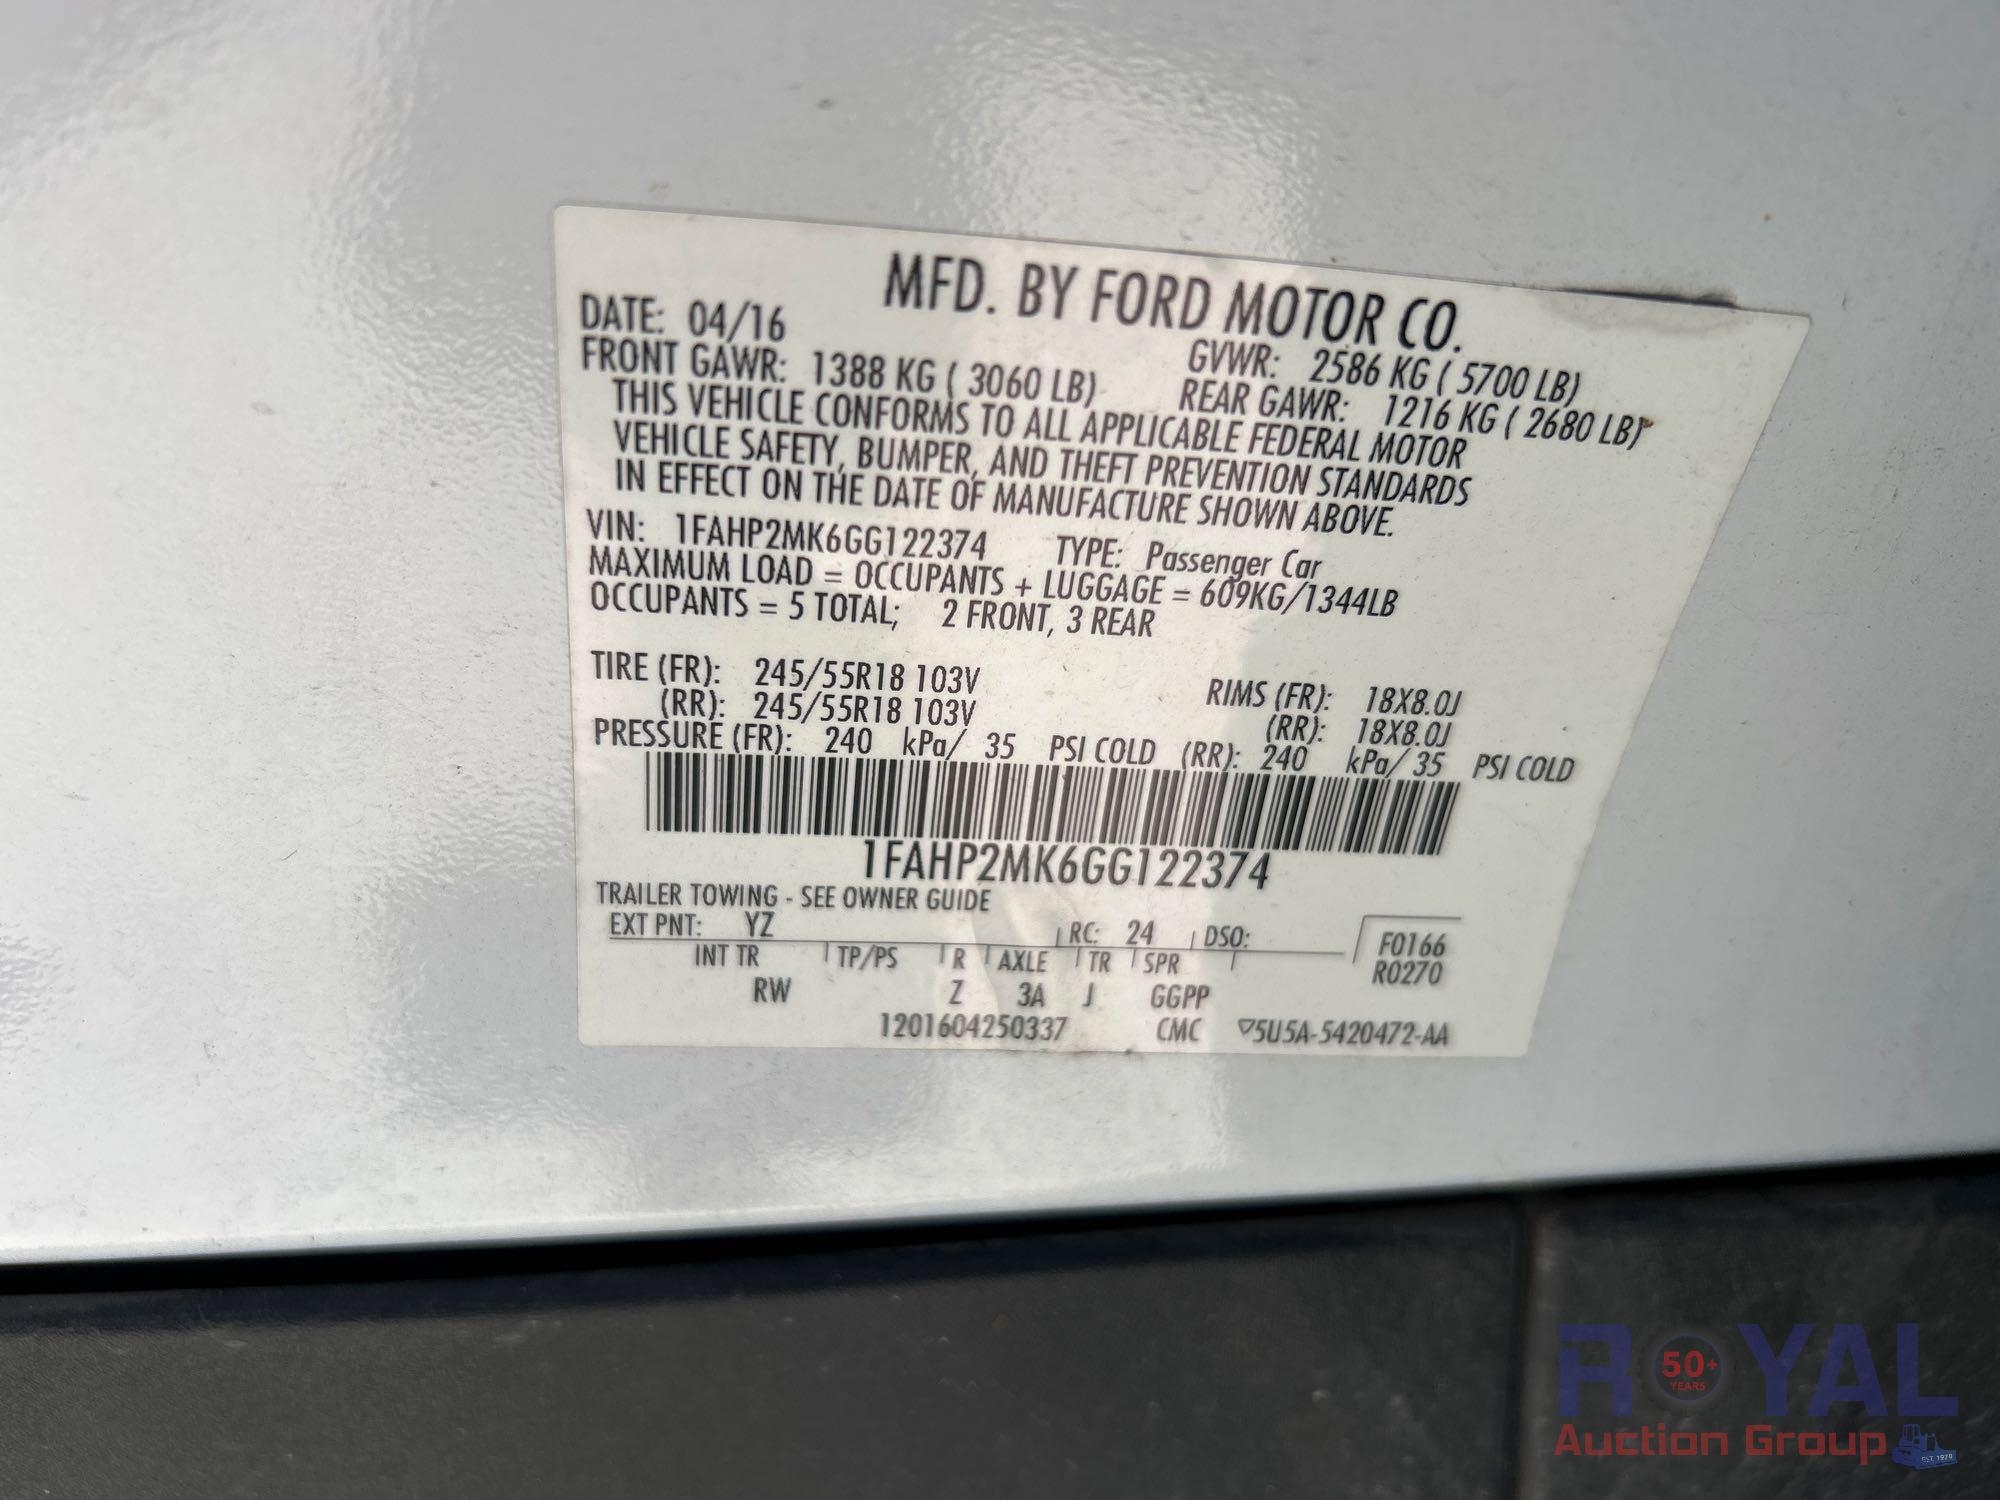 MFD. BY FORD MOTOR CO.
DATE: 04/16 GVWR: 2586 KG ( 5700 LB)
FRONT GAWR: 1388 KG ( 3060 LB) REAR GAWR: 1216 KG ( 2680 LB)
THIS VEHICLE CONFORMS TO ALL APPLICABLE FEDERAL MOTOR
VEHICLE SAFETY, BUMPER, AND THEFT PREVENTION STANDARDS
IN EFFECT ON THE DATE OF MANUFACTURE SHOWN ABOVE.
VIN: 1FAHP2MK6GG122374 TYPE: Passenger Car
MAXIMUM LOAD = OCCUPANTS + LUGGAGE = 609KG/1344LB
OCCUPANTS = 5 TOTAL; 2 FRONT, 3 REAR
TIRE (FR): 245/55R18 103V RIMS (FR): 18X8.0J
(RR): 245/55R18 103V (RR): 18X8.0J
PRESSURE (FR): 240 kPa/ 35 PSI COLD (RR): 240 kPa/ 35 PSI COLD
1FAHP2MK6GG122374
TRAILER TOWING - SEE OWNER GUIDE
EXT PNT: YZ RC: 24 DSO: F0166
INT TR TP/PS R AXLE TR SPR R0270
RW Z 3A J GGPP
1201604250337 CMC 5U5A-5420472-AA
ROYAL
50+
YEARS
Auction Group
EST. 1970